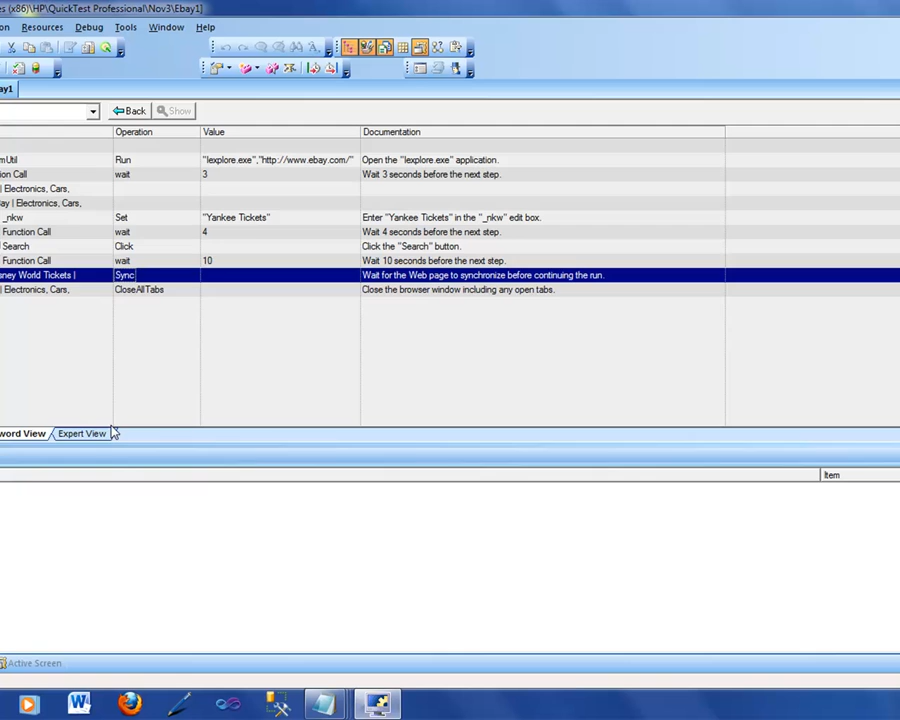 es (x86)\HP\QuickTest Professional\Nov3\Ebay1]
on Resources Debug Tools Window Help
ay1
Back Show
Operation Value Documentation
mUtil Run "Iexplore.exe","http://www.ebay.com/" Open the "Iexplore.exe" application.
ion Call wait 3 Wait 3 seconds before the next step.
| Electronics, Cars,
Bay | Electronics, Cars,
_nkw Set "Yankee Tickets" Enter "Yankee Tickets" in the "_nkw" edit box.
Function Call wait 4 Wait 4 seconds before the next step.
Search Click Click the "Search" button.
Function Call wait 10 Wait 10 seconds before the next step.
sney World Tickets | Sync Wait for the Web page to synchronize before continuing the run.
| Electronics, Cars, CloseAllTabs Close the browser window including any open tabs.
word View Expert View
Item
Active Screen